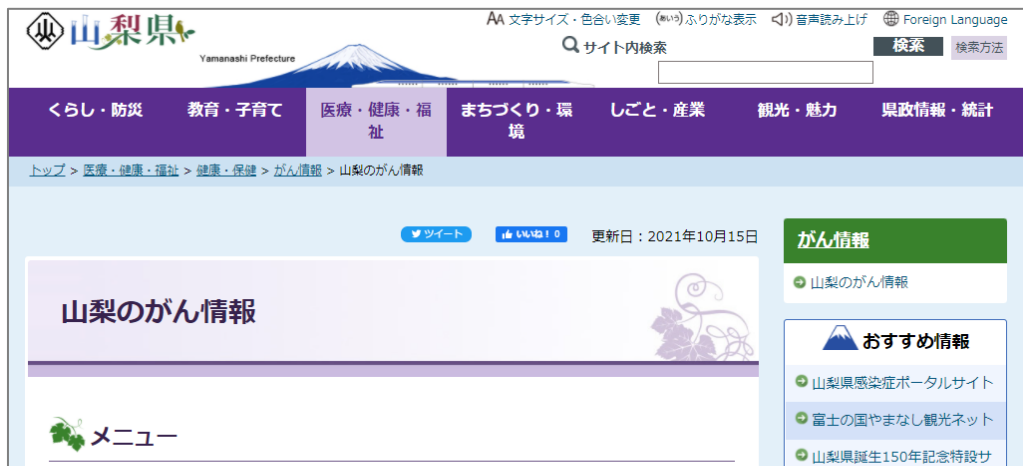 山梨県
Yamanashi Prefecture
AA 文字サイズ・色合い変更 (あいう)ふりがな表示 音声読み上げ Foreign Language
サイト内検索
検索 検索方法
くらし・防災 教育・子育て 医療・健康・福祉 まちづくり・環境 しごと・産業 観光・魅力 県政情報・統計
トップ > 医療・健康・福祉 > 健康・保健 > がん情報 > 山梨のがん情報
ツイート いいね! 0 更新日：2021年10月15日
山梨のがん情報
メニュー
がん情報
山梨のがん情報
おすすめ情報
山梨県感染症ポータルサイト
富士の国やまなし観光ネット
山梨県誕生150年記念特設サ